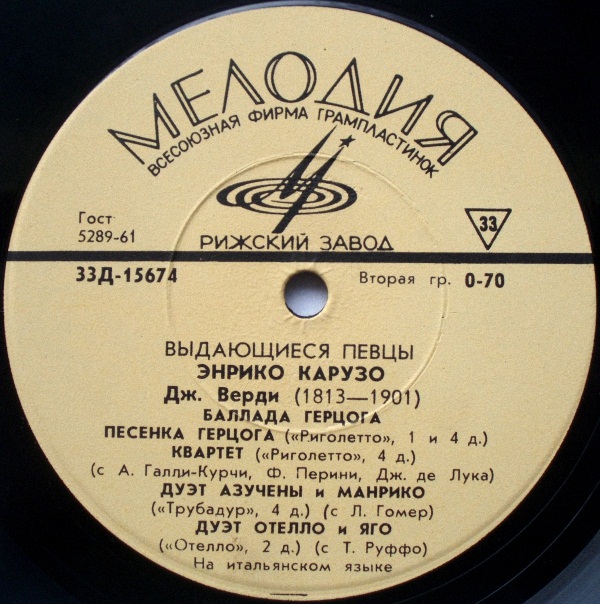 МЕЛОДИЯ
ВСЕСОЮЗНАЯ ФИРМА ГРАМПЛАСТИНОК
Гост
5289-61
33
РИЖСКИЙ ЗАВОД
33Д-15674
Вторая гр. 0-70
ВЫДАЮЩИЕСЯ ПЕВЦЫ
ЭНРИКО КАРУЗО
Дж. Верди (1813—1901)
БАЛЛАДА ГЕРЦОГА
ПЕСЕНКА ГЕРЦОГА («Риголетто», 1 и 4 д.)
КВАРТЕТ («Риголетто», 4 д.)
(с А. Галли-Курчи, Ф. Перини, Дж. де Лука)
ДУЭТ АЗУЧЕНЫ и МАНРИКО
(«Трубадур», 4 д.) (с Л. Гомер)
ДУЭТ ОТЕЛЛО и ЯГО
(«Отелло», 2 д.) (с Т. Руффо)
На итальянском языке